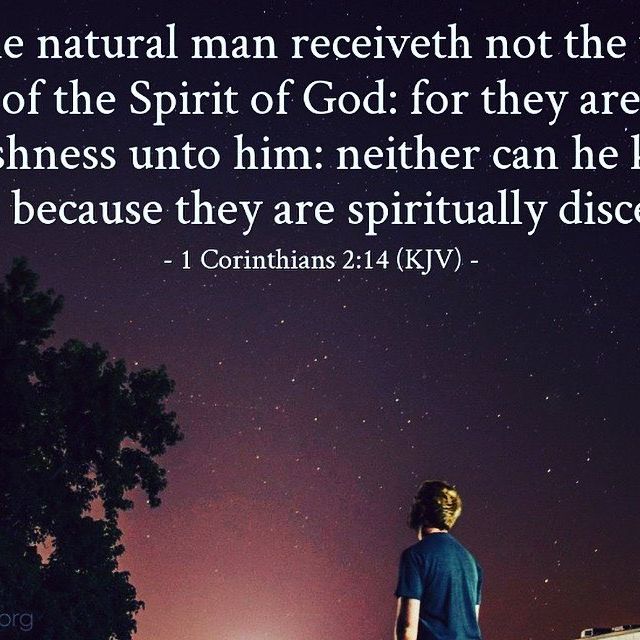 e natural man receiveth not the
of the Spirit of God: for they are
shness unto him: neither can he
because they are spiritually disce
- 1 Corinthians 2:14 (KJV) -
org